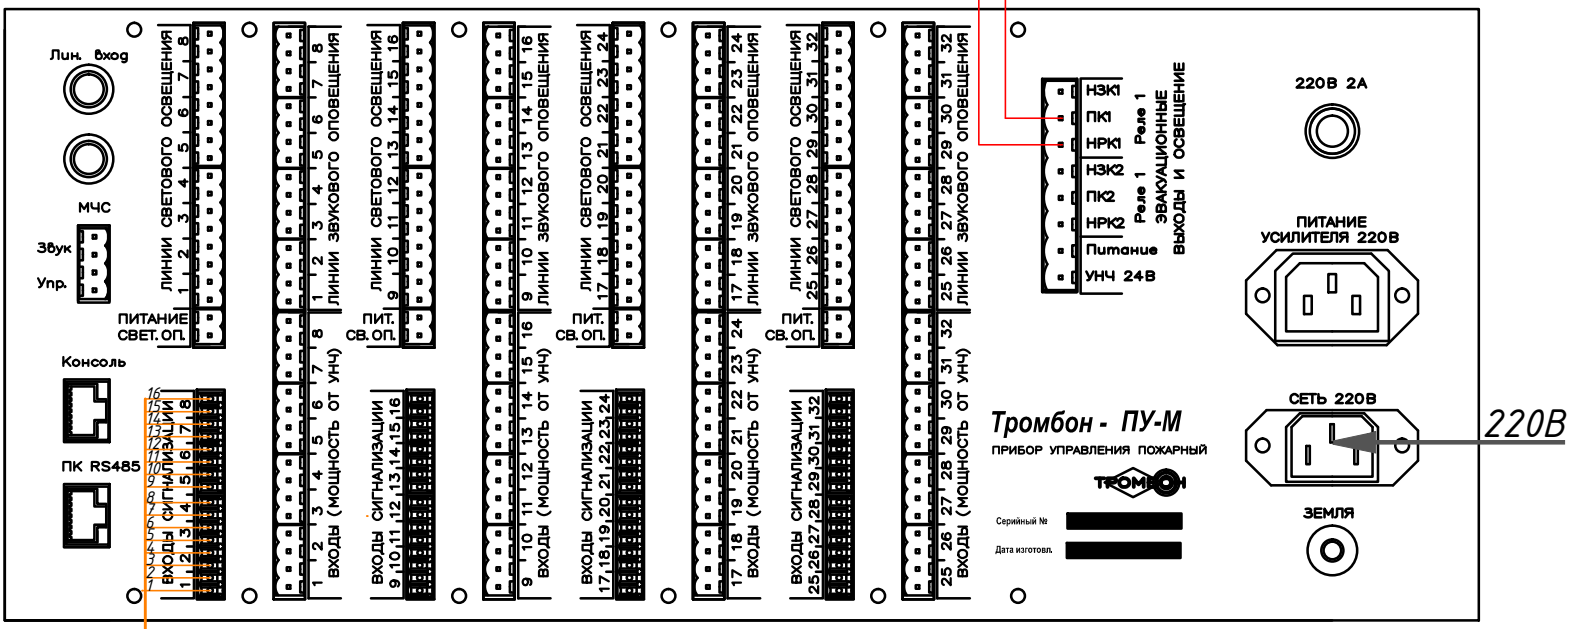 Лин. вход
МЧС
Звук
Упр.
Консоль
ПК RS485
ЛИНИИ СВЕТОВОГО ОСВЕЩЕНИЯ
8
7
6
5
4
3
2
1
ПИТАНИЕ
СВЕТ. ОП.
16
15
14
13
12
11
10
9
8
7
6
5
4
3
2
1
ВХОДЫ СИГНАЛИЗАЦИИ
8
7
6
5
4
3
2
1
8
7
6
5
4
3
2
1
ЛИНИИ ЗВУКОВОГО ОПОВЕЩЕНИЯ
8
7
6
5
4
3
2
1
ВХОДЫ (МОЩНОСТЬ ОТ УНЧ)
ЛИНИИ СВЕТОВОГО ОСВЕЩЕНИЯ
16
15
14
13
12
11
10
9
ПИТ.
СВ. ОП.
ВХОДЫ СИГНАЛИЗАЦИИ
16
15
14
13
12
11
10
9
16
15
14
13
12
11
10
9
ЛИНИИ ЗВУКОВОГО ОПОВЕЩЕНИЯ
16
15
14
13
12
11
10
9
ВХОДЫ (МОЩНОСТЬ ОТ УНЧ)
ЛИНИИ СВЕТОВОГО ОСВЕЩЕНИЯ
24
23
22
21
20
19
18
17
ПИТ.
СВ. ОП.
ВХОДЫ СИГНАЛИЗАЦИИ
24
23
22
21
20
19
18
17
24
23
22
21
20
19
18
17
ЛИНИИ ЗВУКОВОГО ОПОВЕЩЕНИЯ
24
23
22
21
20
19
18
17
ВХОДЫ (МОЩНОСТЬ ОТ УНЧ)
ЛИНИИ СВЕТОВОГО ОСВЕЩЕНИЯ
32
31
30
29
28
27
26
25
ПИТ.
СВ. ОП.
ВХОДЫ СИГНАЛИЗАЦИИ
32
31
30
29
28
27
26
25
32
31
30
29
28
27
26
25
ЛИНИИ ЗВУКОВОГО ОПОВЕЩЕНИЯ
32
31
30
29
28
27
26
25
ВХОДЫ (МОЩНОСТЬ ОТ УНЧ)
НЗК1
ПК1
НРК1
НЗК2
ПК2
НРК2
Питание
УНЧ 24В
Реле 1
Реле 1
ЭВАКУАЦИОННЫЕ
ВЫХОДЫ И ОСВЕЩЕНИЕ
220В 2А
ПИТАНИЕ
УСИЛИТЕЛЯ 220В
СЕТЬ 220В
220В
ЗЕМЛЯ
Тромбон - ПУ-М
ПРИБОР УПРАВЛЕНИЯ ПОЖАРНЫЙ
ТРОМБОН
Серийный №
Дата изготовл.